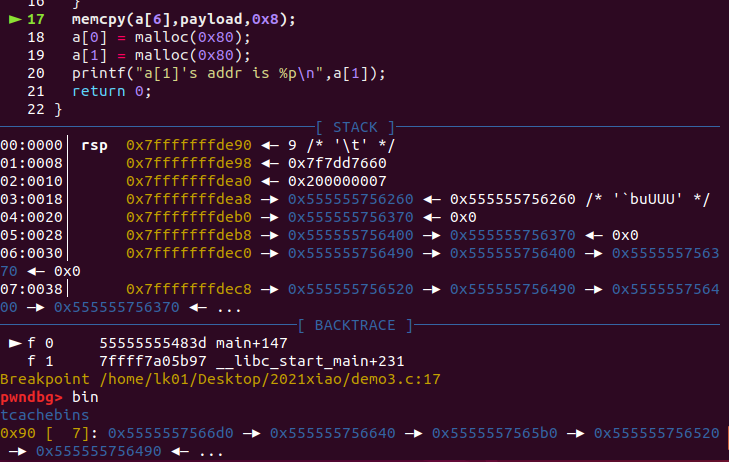 16 }
► 17 memcpy(a[6],payload,0x8);
18 a[0] = malloc(0x80);
19 a[1] = malloc(0x80);
20 printf("a[1]'s addr is %p\n",a[1]);
21 return 0;
22 }
[ STACK ]
00:0000│ rsp 0x7fffffffde90 ◂— 9 /* '\t' */
01:0008│ 0x7fffffffde98 ◂— 0x7f7dd7660
02:0010│ 0x7fffffffdea0 ◂— 0x200000007
03:0018│ 0x7fffffffdea8 —▸ 0x555555756260 ◂— 0x555555756260 /* '`buUUU' */
04:0020│ 0x7fffffffdeb0 —▸ 0x555555756370 ◂— 0x0
05:0028│ 0x7fffffffdeb8 —▸ 0x555555756400 —▸ 0x555555756370 ◂— 0x0
06:0030│ 0x7fffffffdec0 —▸ 0x555555756490 —▸ 0x555555756400 —▸ 0x5555557563
70 ◂— 0x0
07:0038│ 0x7fffffffdec8 —▸ 0x555555756520 —▸ 0x555555756490 —▸ 0x5555557564
00 —▸ 0x555555756370 ◂— ...
[ BACKTRACE ]
► f 0 55555555483d main+147
f 1 7ffff7a05b97 __libc_start_main+231
Breakpoint /home/lk01/Desktop/2021xiao/demo3.c:17
pwndbg> bin
tcachebins
0x90 [ 7]: 0x5555557566d0 —▸ 0x555555756640 —▸ 0x5555557565b0 —▸ 0x555555756520
—▸ 0x555555756490 ◂— ...